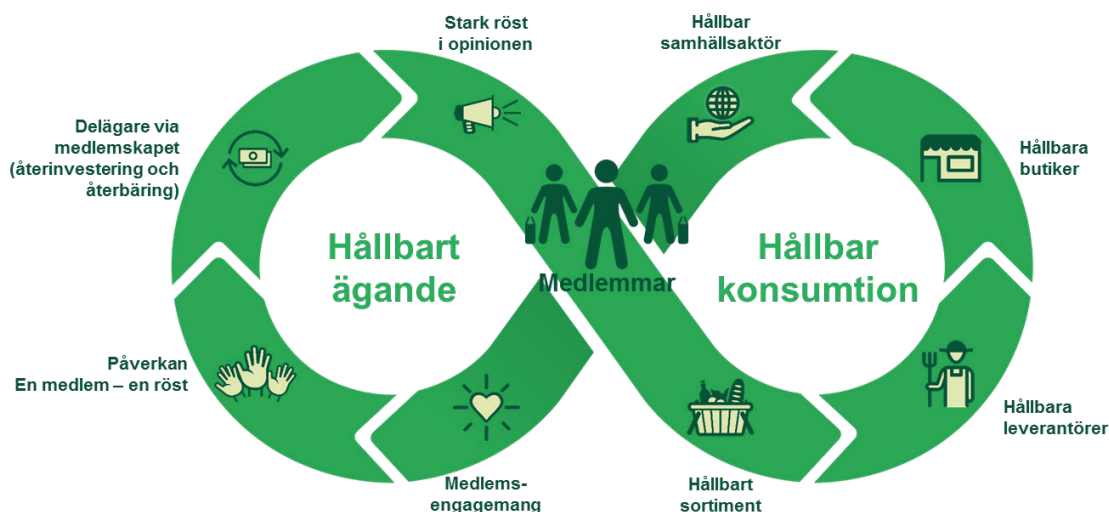 Stark röst
i opinionen
Hållbar
samhällsaktör
Delägare via
medlemskapet
(återinvestering och
återbäring)
Hållbara
butiker
Hållbart
ägande
Medlemmar
Hållbar
konsumtion
Påverkan
En medlem – en röst
Hållbara
leverantörer
Medlems-
engagemang
Hållbart
sortiment